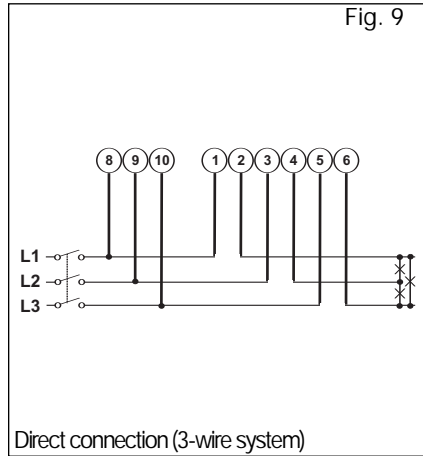 Fig. 9
8 9 10 1 2 3 4 5 6
L1
L2
L3
Direct connection (3-wire system)